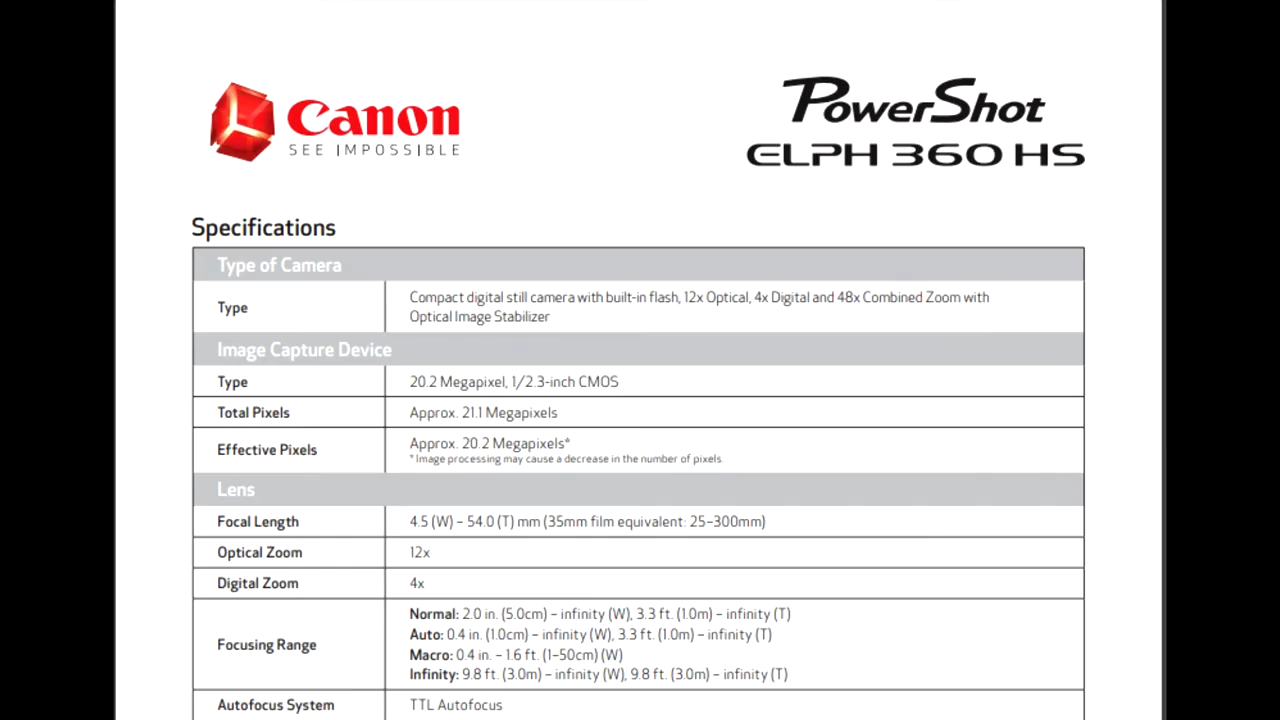 Canon
SEE IMPOSSIBLE
PowerShot
ELPH 360 HS
Specifications
Type of Camera
Type
Compact digital still camera with built-in flash, 12x Optical, 4x Digital and 48x Combined Zoom with
Optical Image Stabilizer
Image Capture Device
Type
20.2 Megapixel, 1/2.3-inch CMOS
Total Pixels
Approx. 21.1 Megapixels
Effective Pixels
Approx. 20.2 Megapixels*
* Image processing may cause a decrease in the number of pixels.
Lens
Focal Length
4.5 (W) – 54.0 (T) mm (35mm film equivalent: 25–300mm)
Optical Zoom
12x
Digital Zoom
4x
Focusing Range
Normal: 2.0 in. (5.0cm) – infinity (W), 3.3 ft. (1.0m) – infinity (T)
Auto: 0.4 in. (1.0cm) – infinity (W), 3.3 ft. (1.0m) – infinity (T)
Macro: 0.4 in. – 1.6 ft. (1–50cm) (W)
Infinity: 9.8 ft. (3.0m) – infinity (W), 9.8 ft. (3.0m) – infinity (T)
Autofocus System
TTL Autofocus